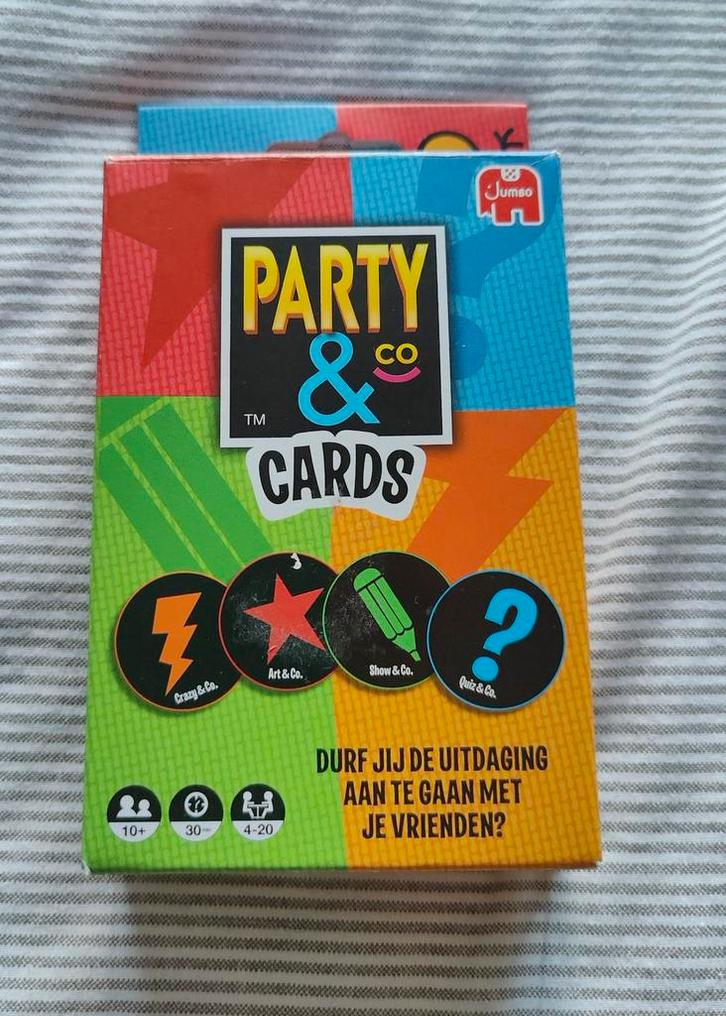 Jumbo
PARTY
& co
TM
CARDS
Crazy & Co.
Art & Co.
Show & Co.
Quiz & Co.
DURF JIJ DE UITDAGING
AAN TE GAAN MET
JE VRIENDEN?
10+
30 min
4-20